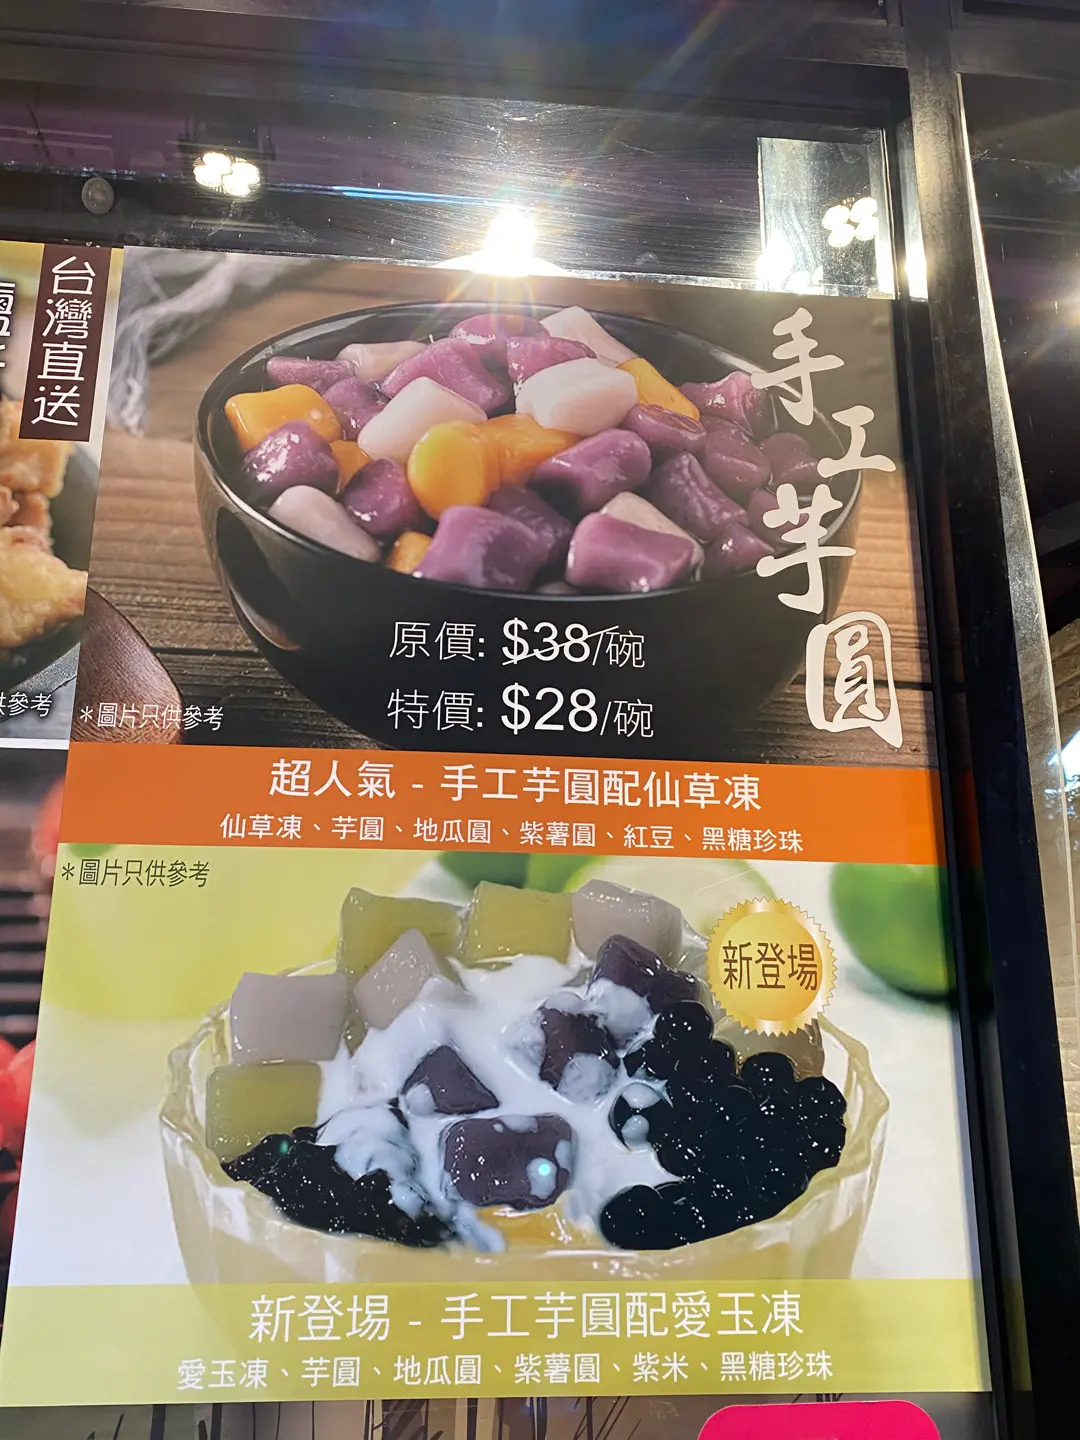 台灣直送
手工芋圓
原價: $38/碗
特價: $28/碗
供參考
*圖片只供參考
超人氣 - 手工芋圓配仙草凍
仙草凍、芋圓、地瓜圓、紫薯圓、紅豆、黑糖珍珠
*圖片只供參考
新登場
新登場 - 手工芋圓配愛玉凍
愛玉凍、芋圓、地瓜圓、紫薯圓、紫米、黑糖珍珠